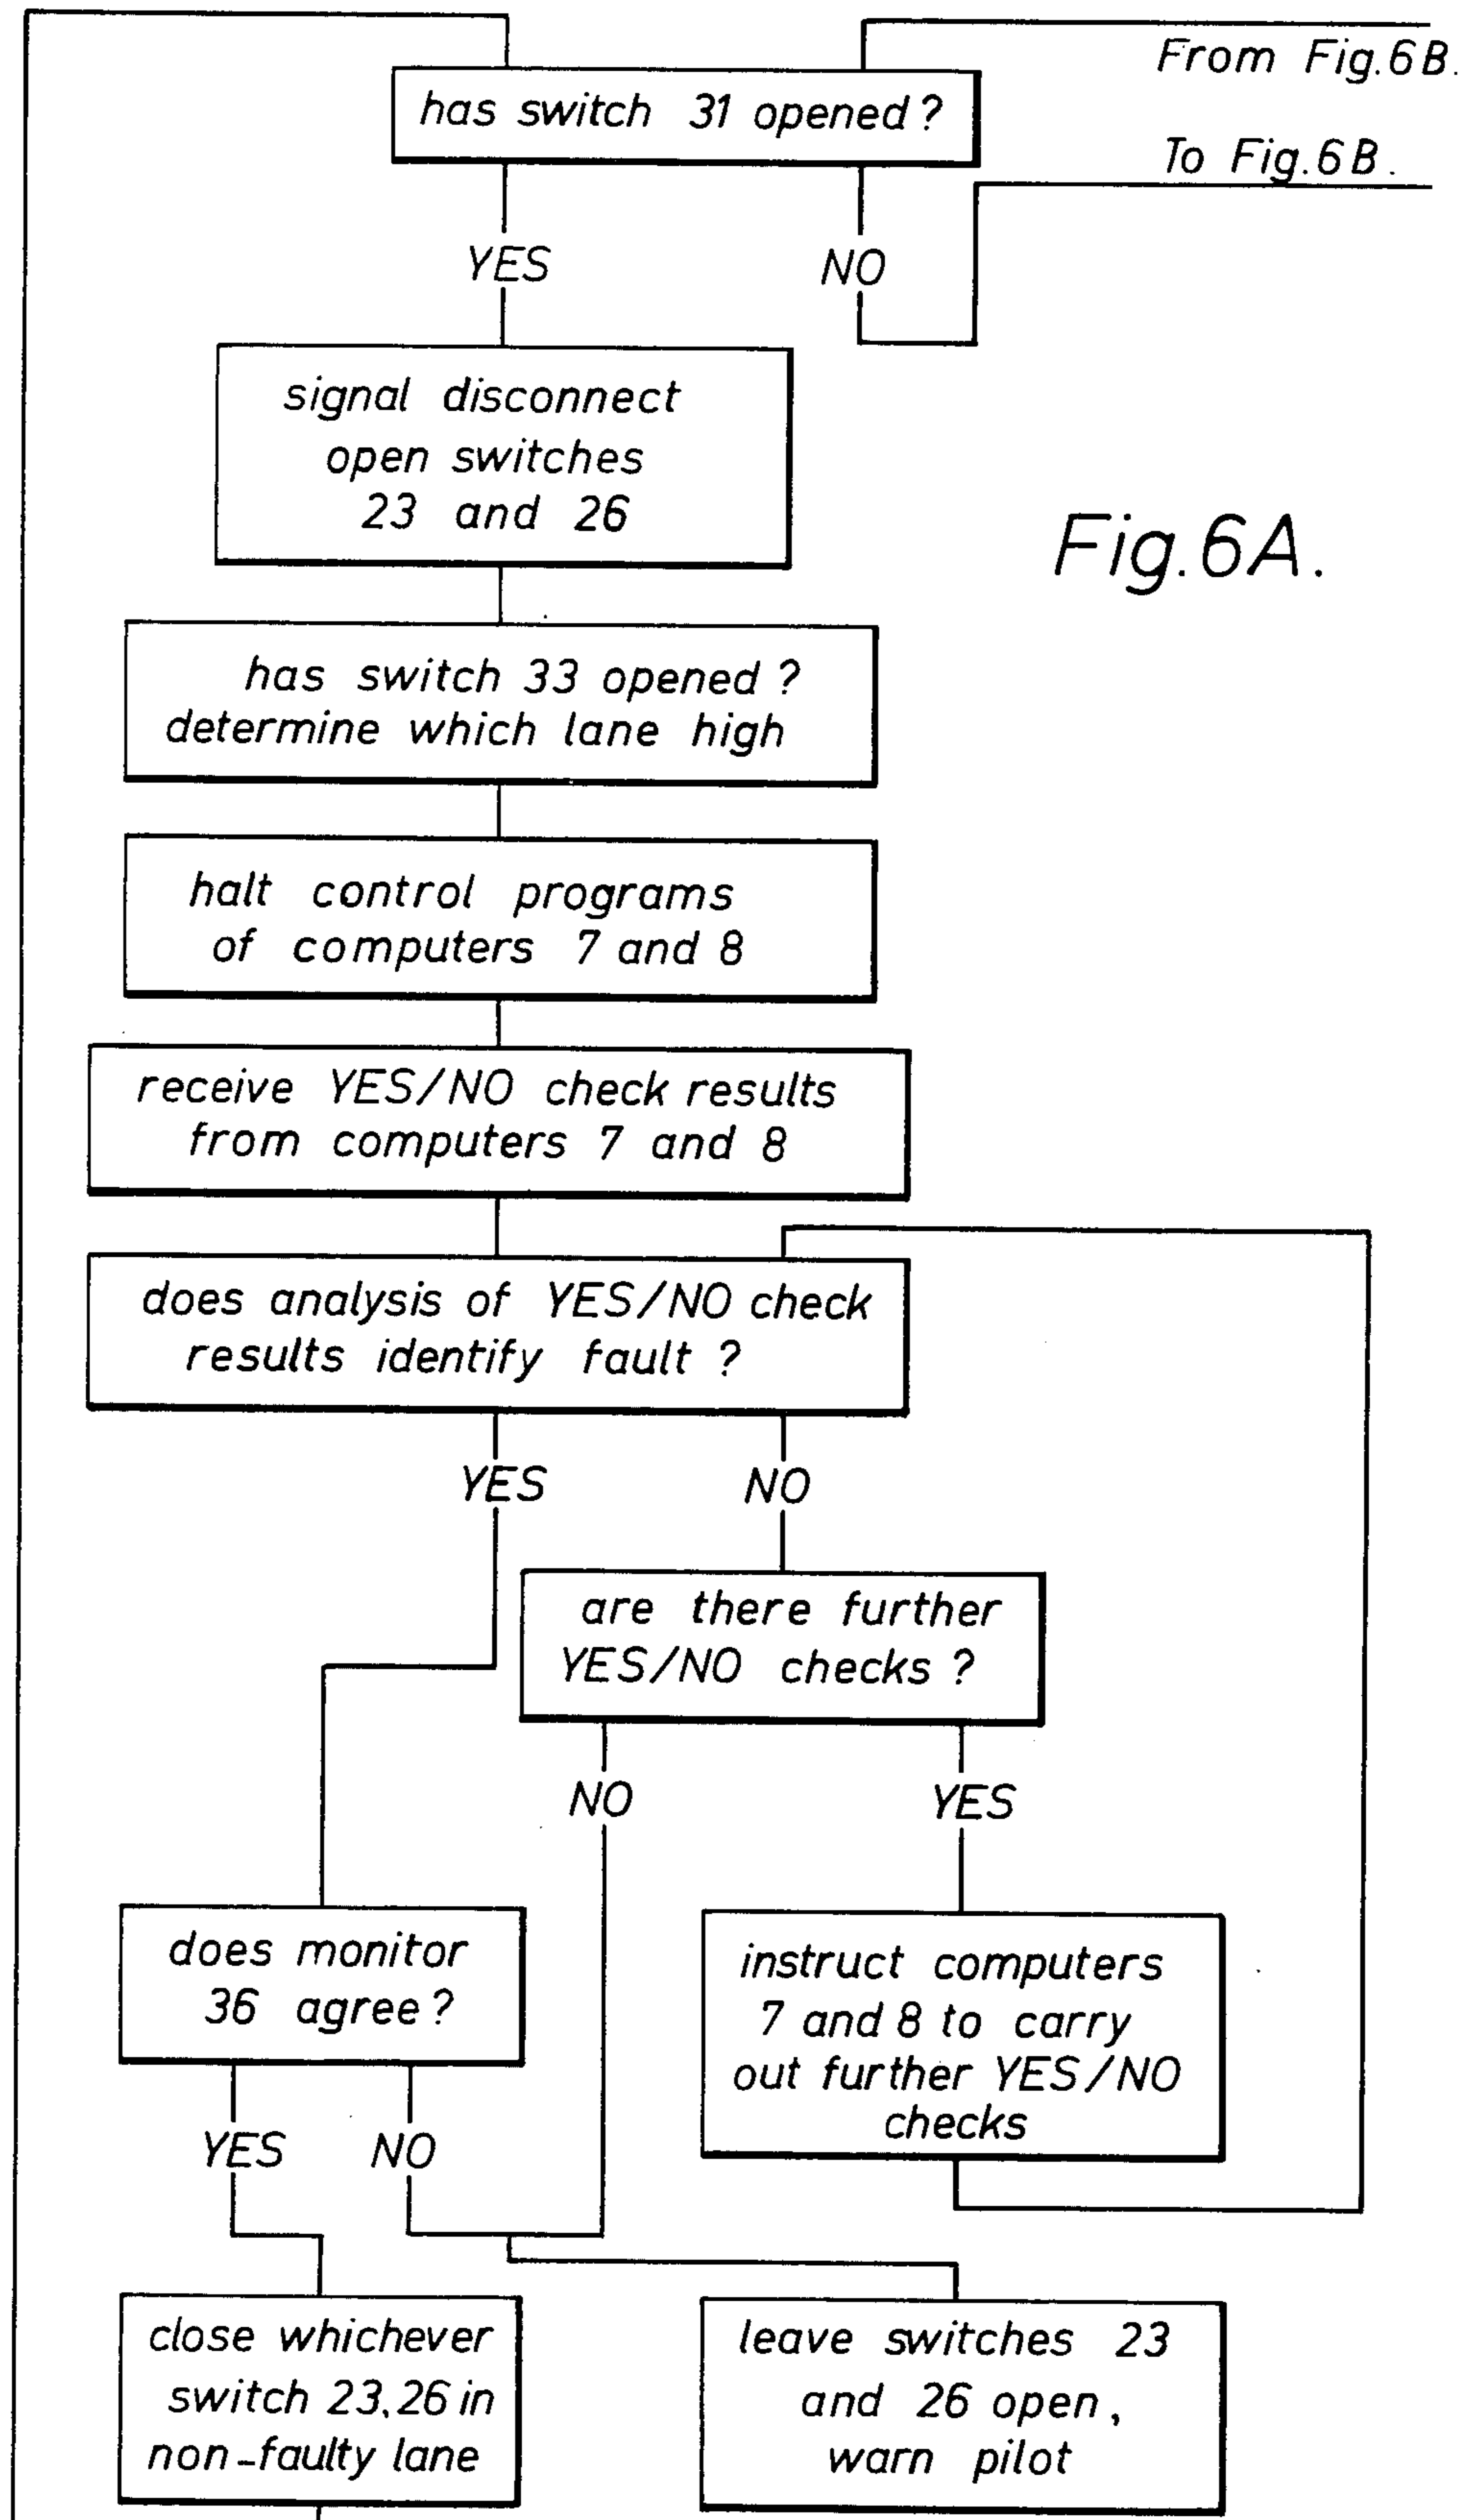 From Fig.6B.
has switch 31 opened?
To Fig.6B.
YES
NO
signal disconnect
open switches
23 and 26
Fig.6A.
has switch 33 opened?
determine which lane high
halt control programs
of computers 7 and 8
receive YES/NO check results
from computers 7 and 8
does analysis of YES/NO check
results identify fault?
YES
NO
are there further
YES/NO checks?
NO
YES
does monitor
36 agree?
instruct computers
7 and 8 to carry
out further YES/NO
checks
YES
NO
close whichever
switch 23,26 in
non-faulty lane
leave switches 23
and 26 open,
warn pilot